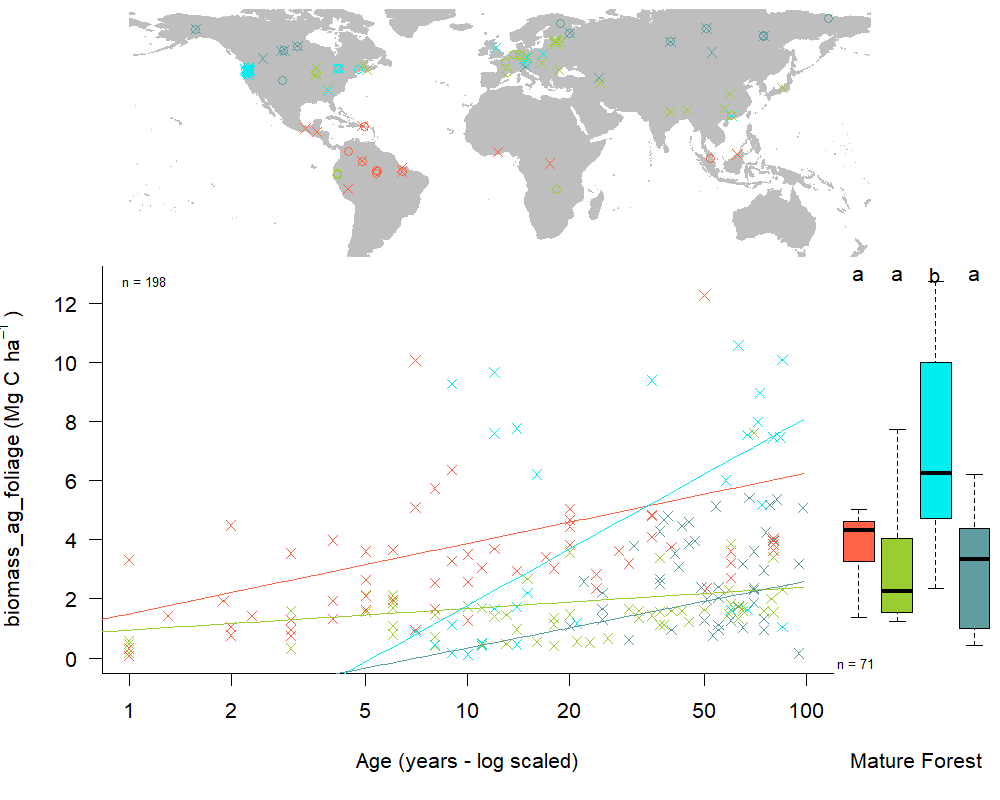 n = 198
a a b a
12
10
8
6
4
2
0
biomass_ag_foliage (Mg C ha⁻¹)
n = 71
1 2 5 10 20 50 100
Age (years - log scaled)
Mature Forest